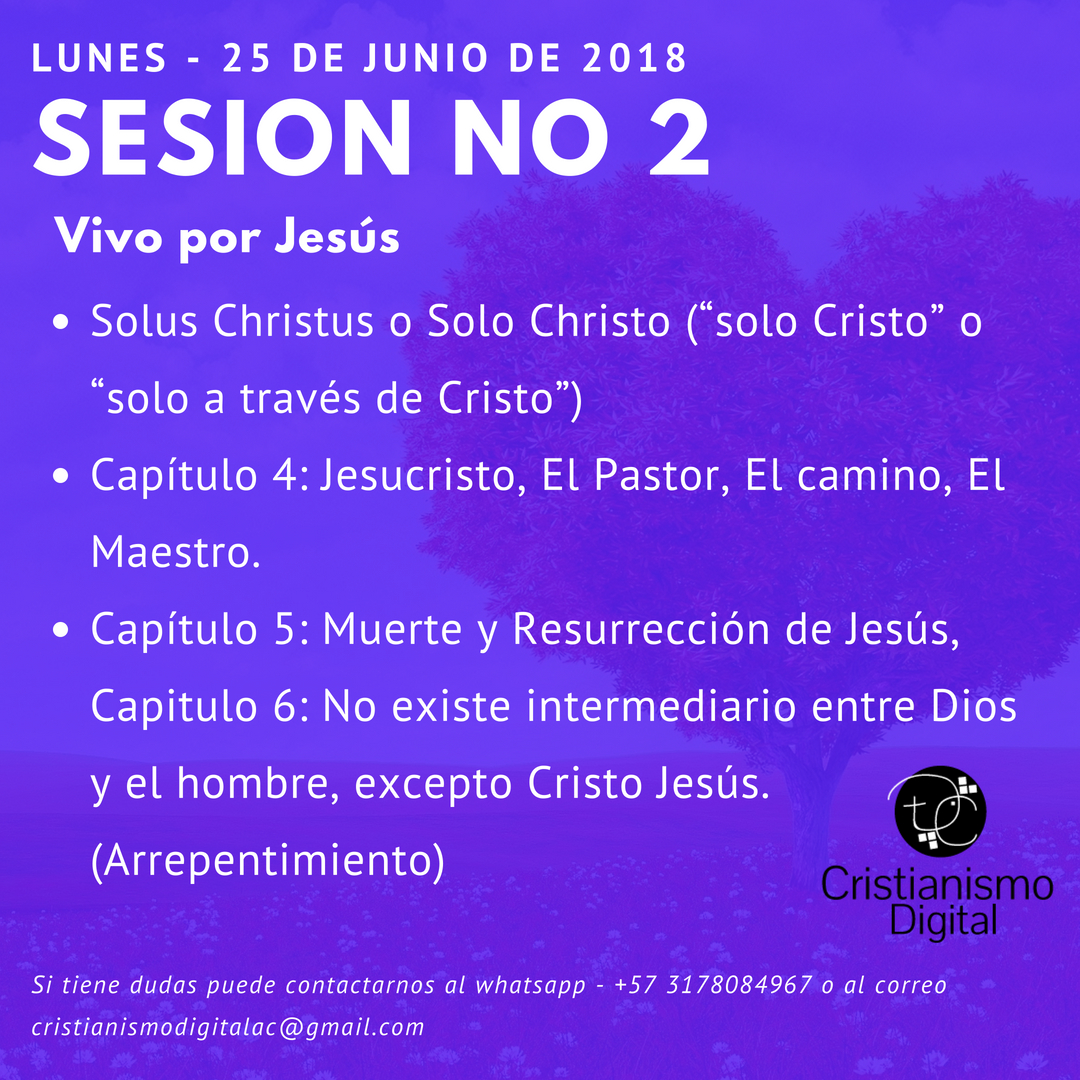 LUNES - 25 DE JUNIO DE 2018
SESION NO 2
Vivo por Jesús
• Solus Christus o Solo Christo (“solo Cristo” o
“solo a través de Cristo”)
• Capítulo 4: Jesucristo, El Pastor, El camino, El
Maestro.
• Capítulo 5: Muerte y Resurrección de Jesús,
Capitulo 6: No existe intermediario entre Dios
y el hombre, excepto Cristo Jesús.
(Arrepentimiento)
Cristianismo
Digital
Si tiene dudas puede contactarnos al whatsapp - +57 3178084967 o al correo
cristianismodigitalac@gmail.com